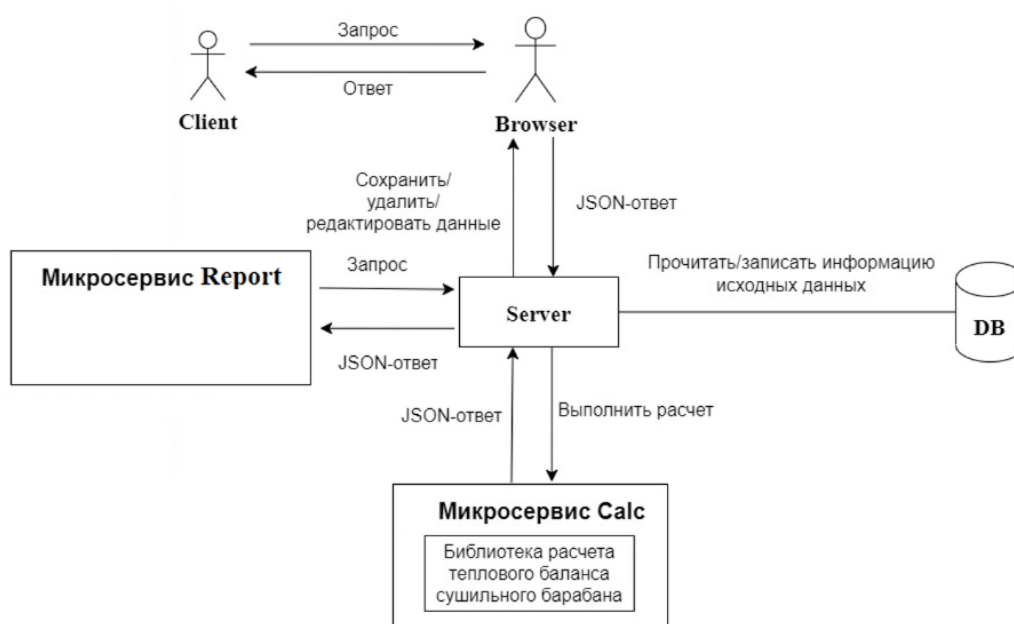 Запрос
Ответ
Client
Browser
Сохранить/
удалить/
редактировать данные
JSON-ответ
Микросервис Report
Запрос
JSON-ответ
Server
Прочитать/записать информацию
исходных данных
DB
JSON-ответ
Выполнить расчет
Микросервис Calc
Библиотека расчета
теплового баланса
сушильного барабана